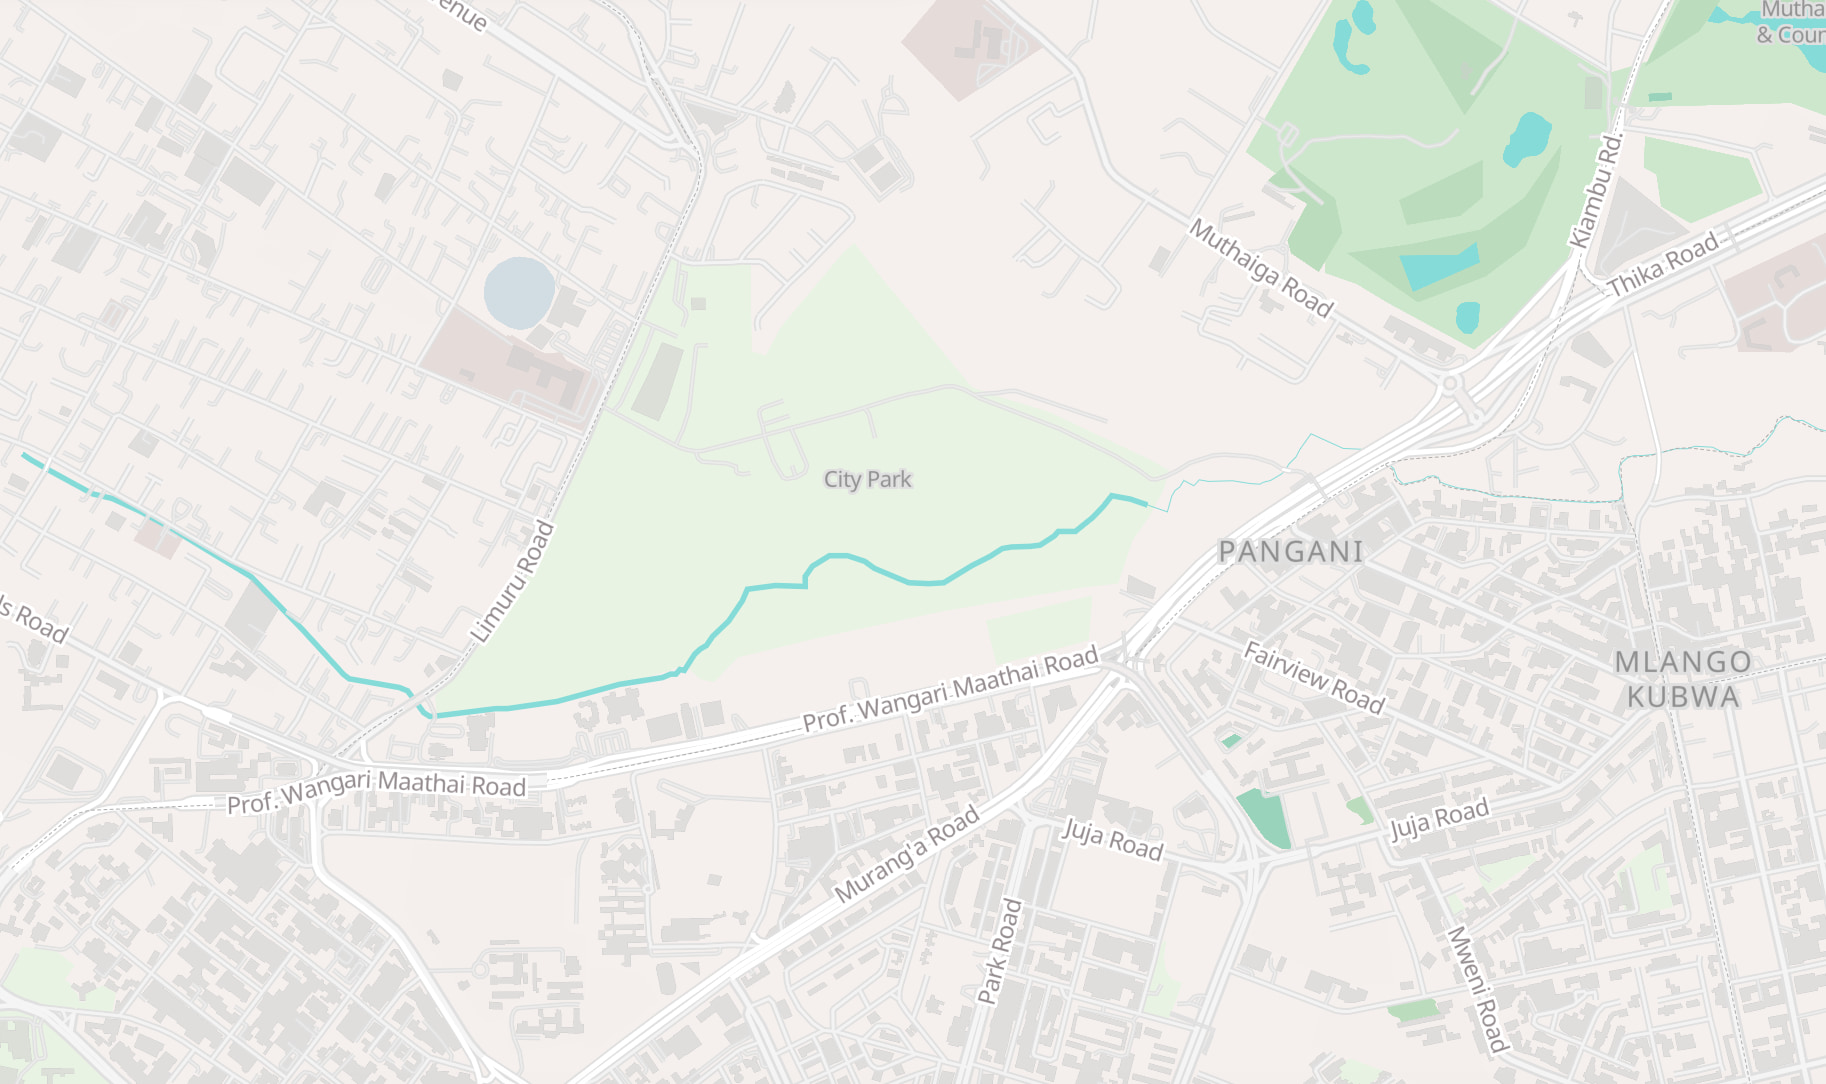 Mutha
& Cour
enue
Kiambu Rd.
Thika Road
Muthaiga Road
City Park
Limuru Road
PANGANI
ls Road
MLANGO
KUBWA
Fairview Road
Prof. Wangari Maathai Road
Prof. Wangari Maathai Road
Juja Road
Juja Road
Murang'a Road
Park Road
Mweni Road